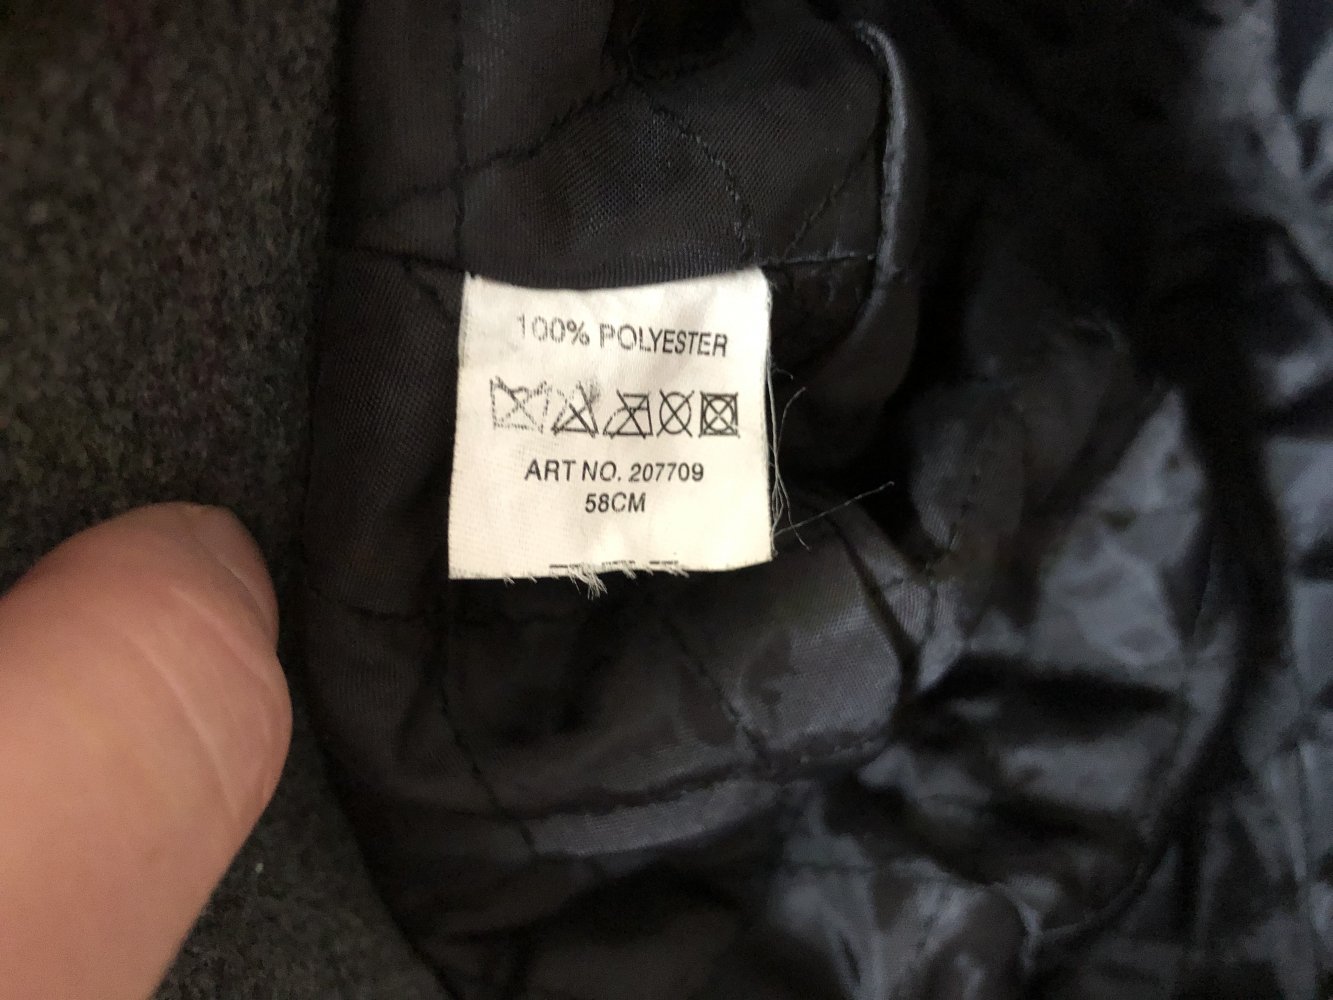 100% POLYESTER
ART NO. 207709
58CM